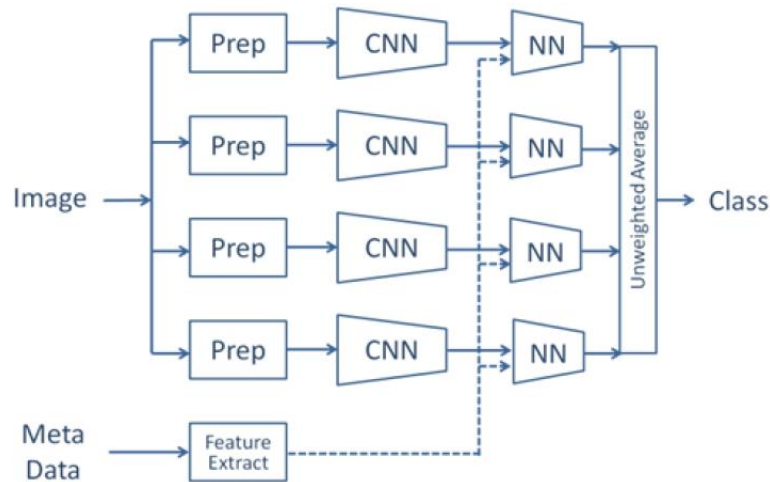 Prep
CNN
NN
Prep
CNN
NN
Image
Unweighted Average
Class
Prep
CNN
NN
Prep
CNN
NN
Meta
Data
Feature
Extract